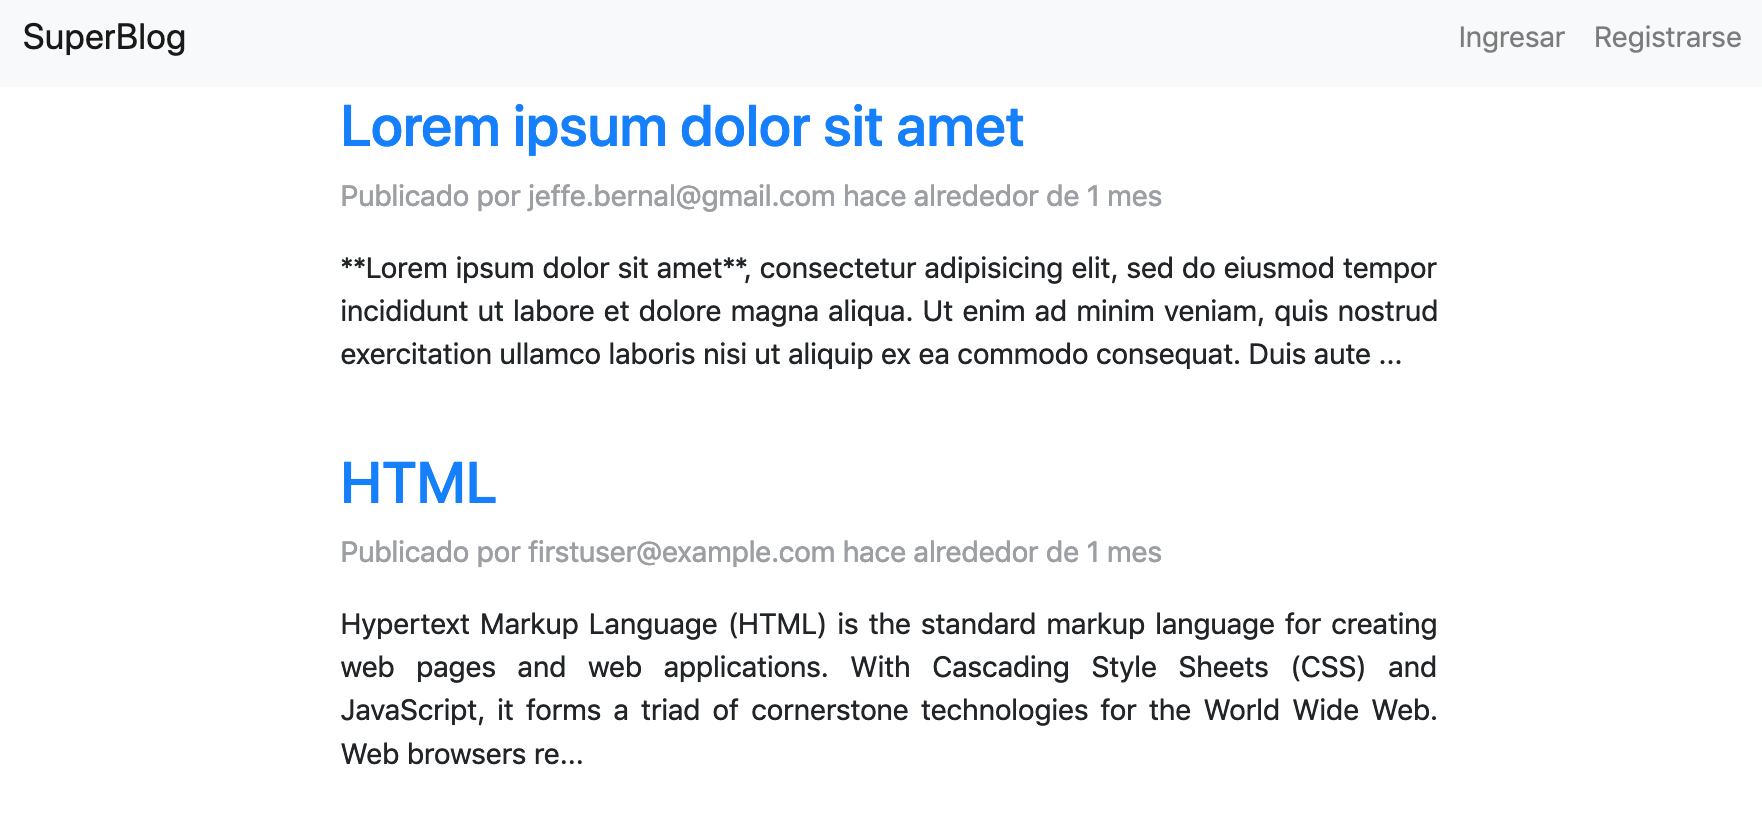 SuperBlog
Ingresar Registrarse
Lorem ipsum dolor sit amet
Publicado por jeffe.bernal@gmail.com hace alrededor de 1 mes
**Lorem ipsum dolor sit amet**, consectetur adipisicing elit, sed do eiusmod tempor
incididunt ut labore et dolore magna aliqua. Ut enim ad minim veniam, quis nostrud
exercitation ullamco laboris nisi ut aliquip ex ea commodo consequat. Duis aute ...
HTML
Publicado por firstuser@example.com hace alrededor de 1 mes
Hypertext Markup Language (HTML) is the standard markup language for creating
web pages and web applications. With Cascading Style Sheets (CSS) and
JavaScript, it forms a triad of cornerstone technologies for the World Wide Web.
Web browsers re...